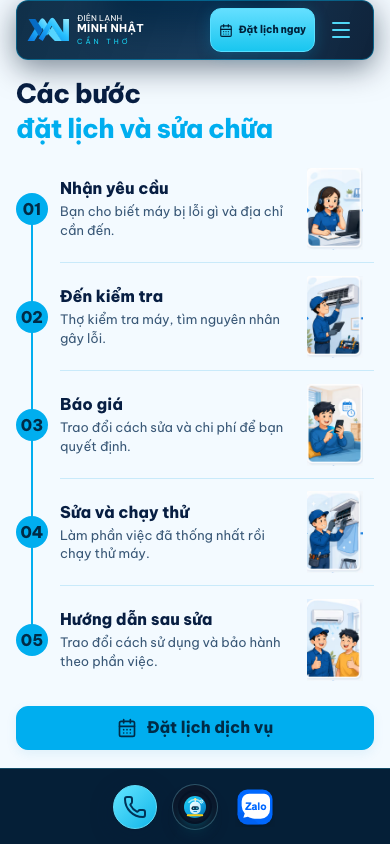 ĐIỆN LẠNH
MINH NHẬT
CẦN THƠ
Đặt lịch ngay
Các bước
đặt lịch và sửa chữa
01
Nhận yêu cầu
Bạn cho biết máy bị lỗi gì và địa chỉ
cần đến.
02
Đến kiểm tra
Thợ kiểm tra máy, tìm nguyên nhân
gây lỗi.
03
Báo giá
Trao đổi cách sửa và chi phí để bạn
quyết định.
04
Sửa và chạy thử
Làm phần việc đã thống nhất rồi
chạy thử máy.
05
Hướng dẫn sau sửa
Trao đổi cách sử dụng và bảo hành
theo phần việc.
Đặt lịch dịch vụ
Zalo